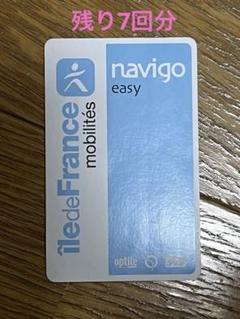 残り7回分
navigo
easy
îledeFrance
mobilités
optile